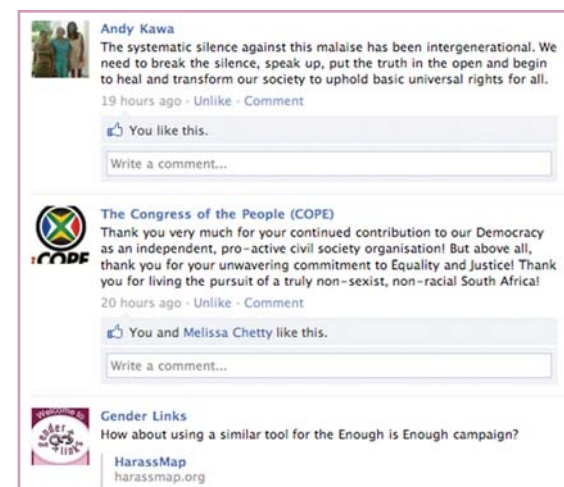 Andy Kawa
The systematic silence against this malaise has been intergenerational. We
need to break the silence, speak up, put the truth in the open and begin
to heal and transform our society to uphold basic universal rights for all.
19 hours ago · Unlike · Comment
You like this.
Write a comment...
:COPE
The Congress of the People (COPE)
Thank you very much for your continued contribution to our Democracy
as an independent, pro-active civil society organisation! But above all,
thank you for your unwavering commitment to Equality and Justice! Thank
you for living the pursuit of a truly non-sexist, non-racial South Africa!
20 hours ago · Unlike · Comment
You and Melissa Chetty like this.
Write a comment...
Welcome to
gender
links
Gender Links
How about using a similar tool for the Enough is Enough campaign?
HarassMap
harassmap.org